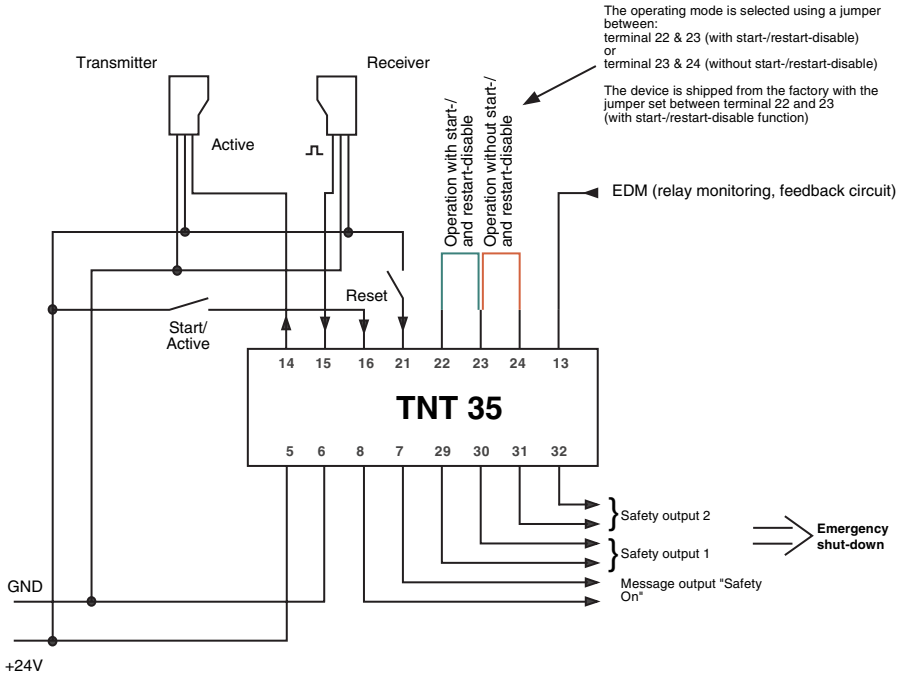 The operating mode is selected using a jumper
between:
terminal 22 & 23 (with start-/restart-disable)
or
terminal 23 & 24 (without start-/restart-disable)
The device is shipped from the factory with the
jumper set between terminal 22 and 23
(with start-/restart-disable function)
Transmitter
Receiver
Active
Operation with start-/
and restart-disable
Operation without start-/
and restart-disable
EDM (relay monitoring, feedback circuit)
Reset
Start/
Active
14 15 16 21 22 23 24 13
TNT 35
5 6 8 7 29 30 31 32
Safety output 2
Safety output 1
Message output "Safety
On"
Emergency
shut-down
GND
+24V